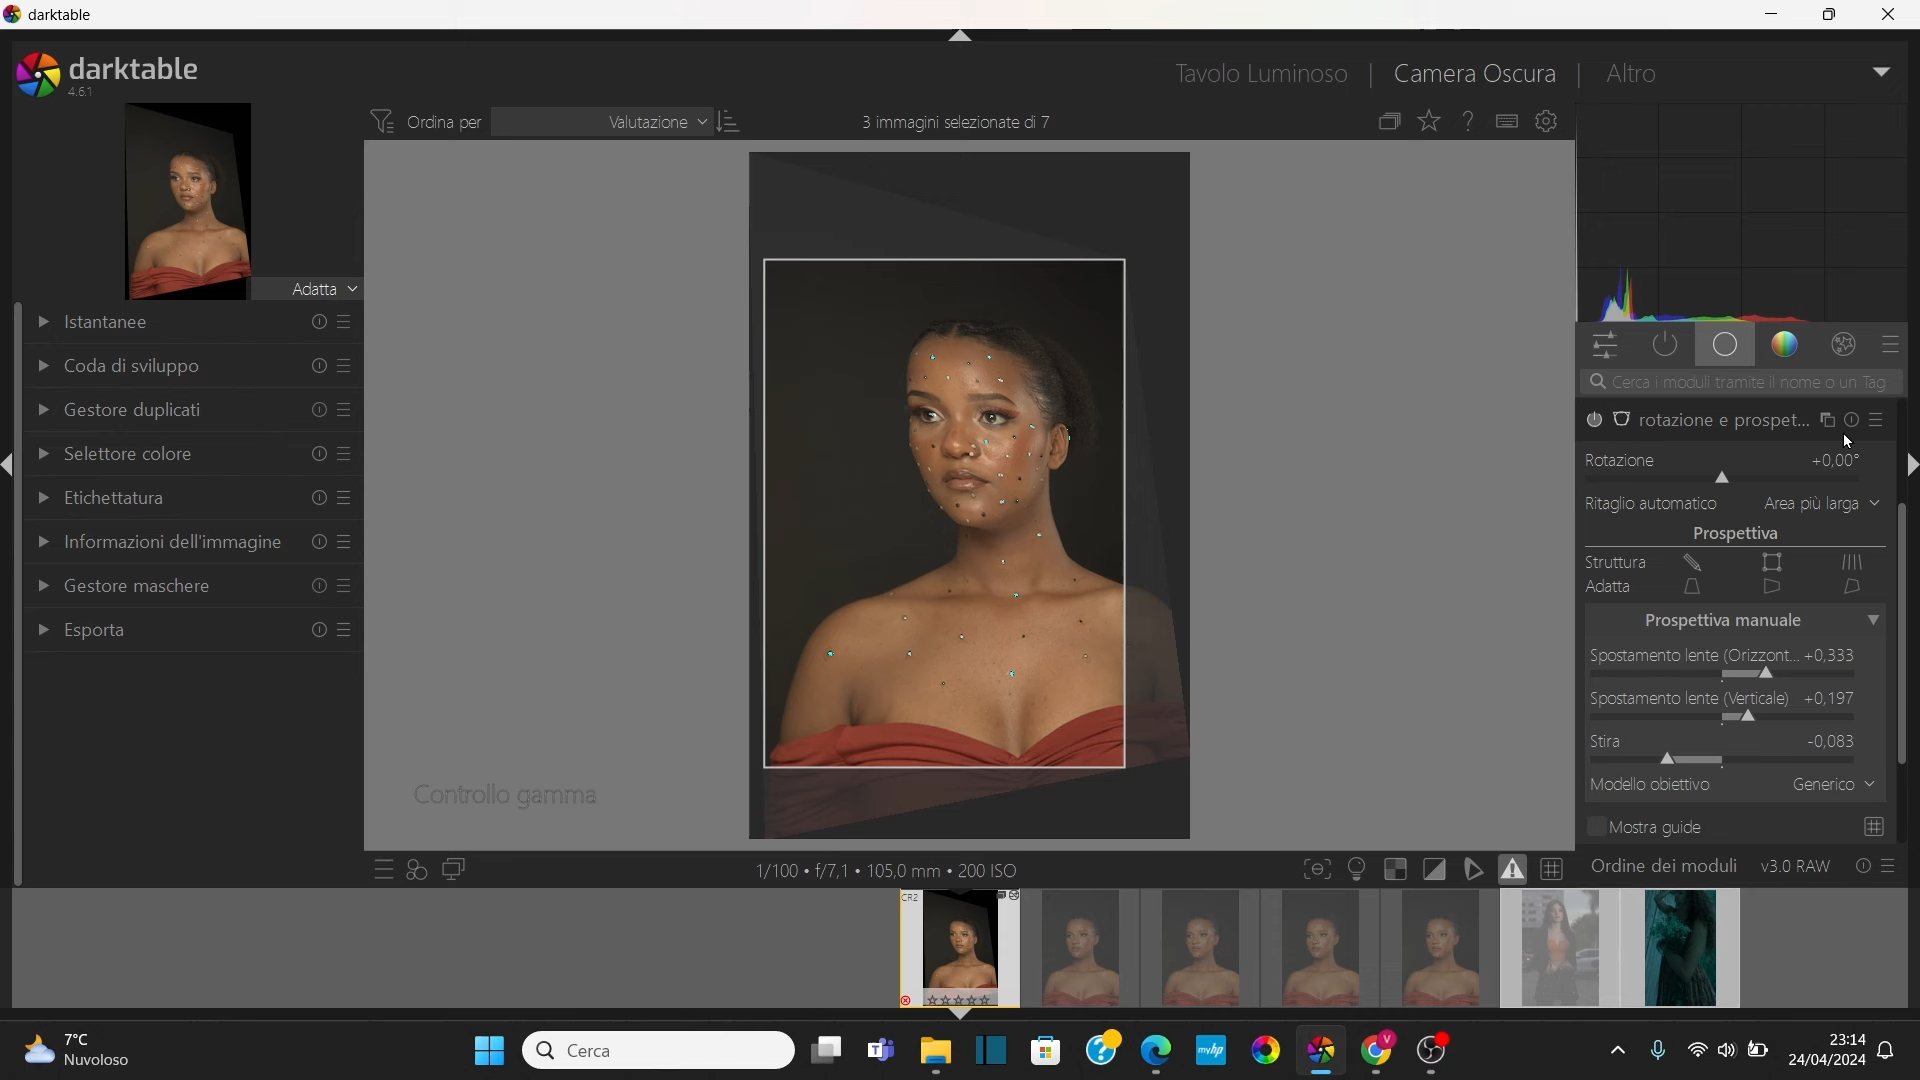 darktable
darktable
4.6.1
Tavolo Luminoso | Camera Oscura | Altro
Ordina per Valutazione
3 immagini selezionate di 7
Adatta
Istantanee
Coda di sviluppo
Gestore duplicati
Selettore colore
Etichettatura
Informazioni dell'immagine
Gestore maschere
Esporta
Controllo gamma
1/100 • f/7,1 • 105,0 mm • 200 ISO
Cerca i moduli tramite il nome o un Tag
rotazione e prospet...
Rotazione +0,00°
Ritaglio automatico Area più larga
Prospettiva
Struttura
Adatta
Prospettiva manuale
Spostamento lente (Orizzont... +0,333
Spostamento lente (Verticale) +0,197
Stira -0,083
Modello obiettivo Generico
Mostra guide
Ordine dei moduli v3.0 RAW
CR2
7°C
Nuvoloso
Cerca
myhp
V
23:14
24/04/2024